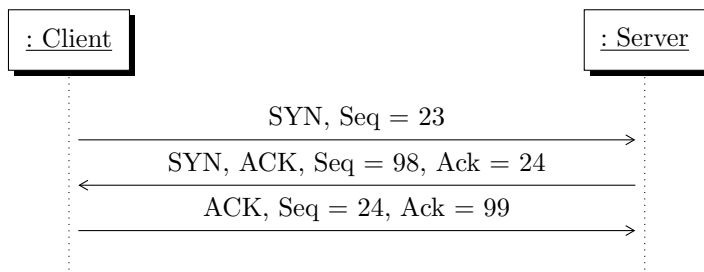 : Client
: Server
SYN, Seq = 23
SYN, ACK, Seq = 98, Ack = 24
ACK, Seq = 24, Ack = 99